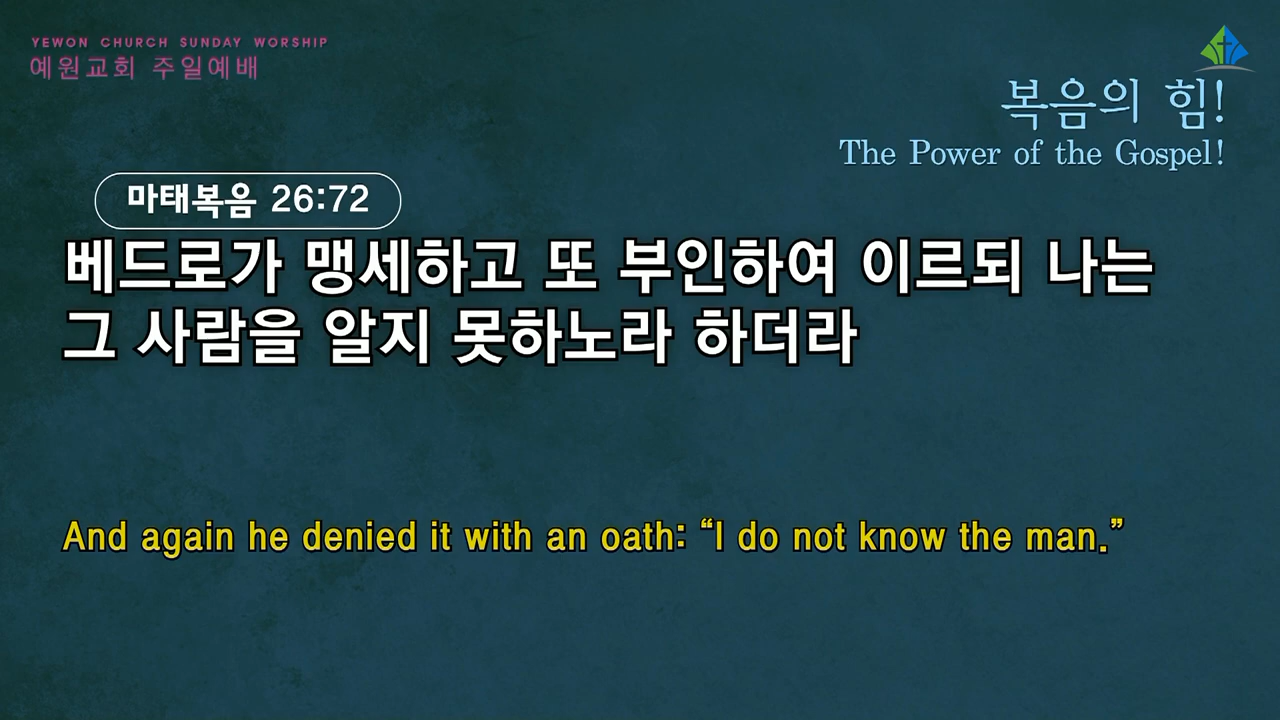 YEWON CHURCH SUNDAY WORSHIP
예원교회 주일예배
복음의 힘!
The Power of the Gospel!
마태복음 26:72
베드로가 맹세하고 또 부인하여 이르되 나는
그 사람을 알지 못하노라 하더라
And again he denied it with an oath: “I do not know the man.”